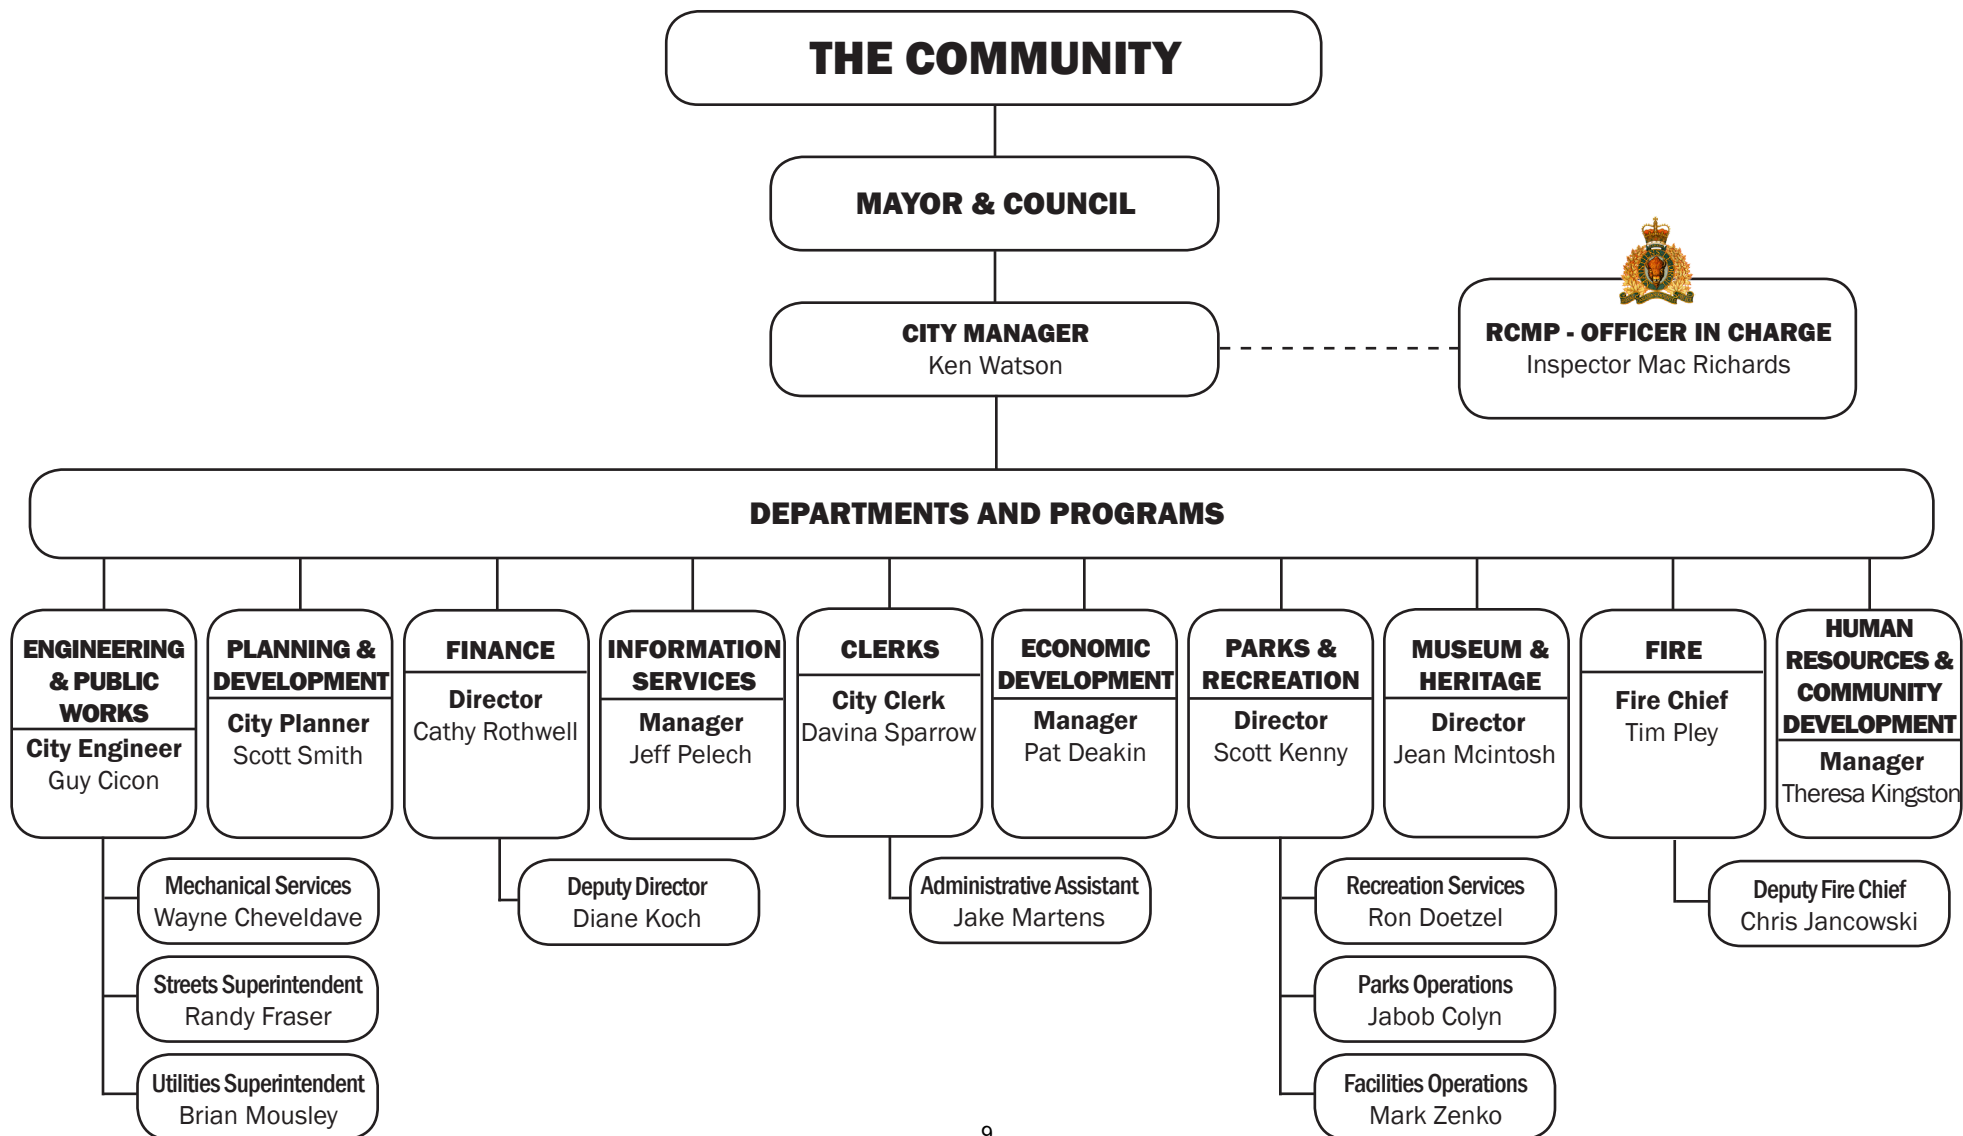 THE COMMUNITY
MAYOR & COUNCIL
CITY MANAGER
Ken Watson
RCMP - OFFICER IN CHARGE
Inspector Mac Richards
DEPARTMENTS AND PROGRAMS
ENGINEERING
& PUBLIC
WORKS
City Engineer
Guy Cicon
PLANNING &
DEVELOPMENT
City Planner
Scott Smith
FINANCE
Director
Cathy Rothwell
INFORMATION
SERVICES
Manager
Jeff Pelech
CLERKS
City Clerk
Davina Sparrow
ECONOMIC
DEVELOPMENT
Manager
Pat Deakin
PARKS &
RECREATION
Director
Scott Kenny
MUSEUM &
HERITAGE
Director
Jean Mcintosh
FIRE
Fire Chief
Tim Pley
HUMAN
RESOURCES &
COMMUNITY
DEVELOPMENT
Manager
Theresa Kingston
Mechanical Services
Wayne Cheveldave
Streets Superintendent
Randy Fraser
Utilities Superintendent
Brian Mousley
Deputy Director
Diane Koch
Administrative Assistant
Jake Martens
Recreation Services
Ron Doetzel
Parks Operations
Jabob Colyn
Facilities Operations
Mark Zenko
Deputy Fire Chief
Chris Jancowski
9